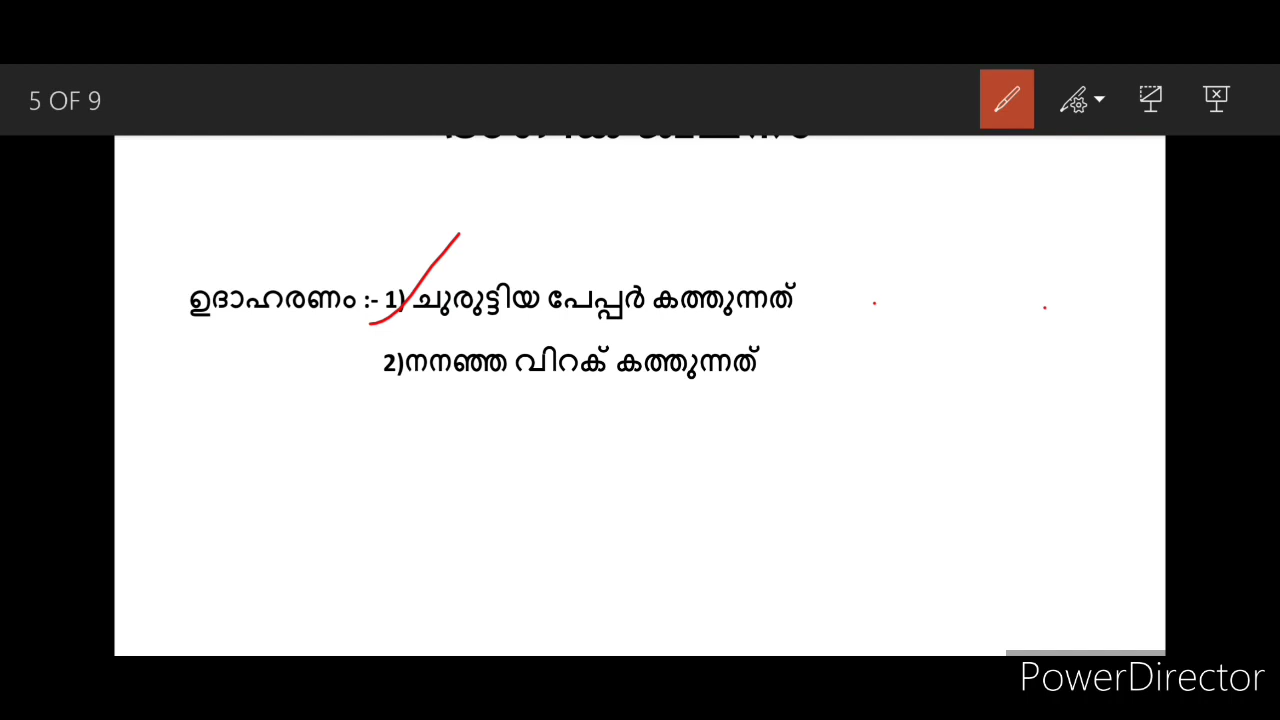 5 OF 9
ഉദാഹരണം :- 1) ചുരുട്ടിയ പേപ്പർ കത്തുന്നത്
2)നനഞ്ഞ വിറക് കത്തുന്നത്
PowerDirector